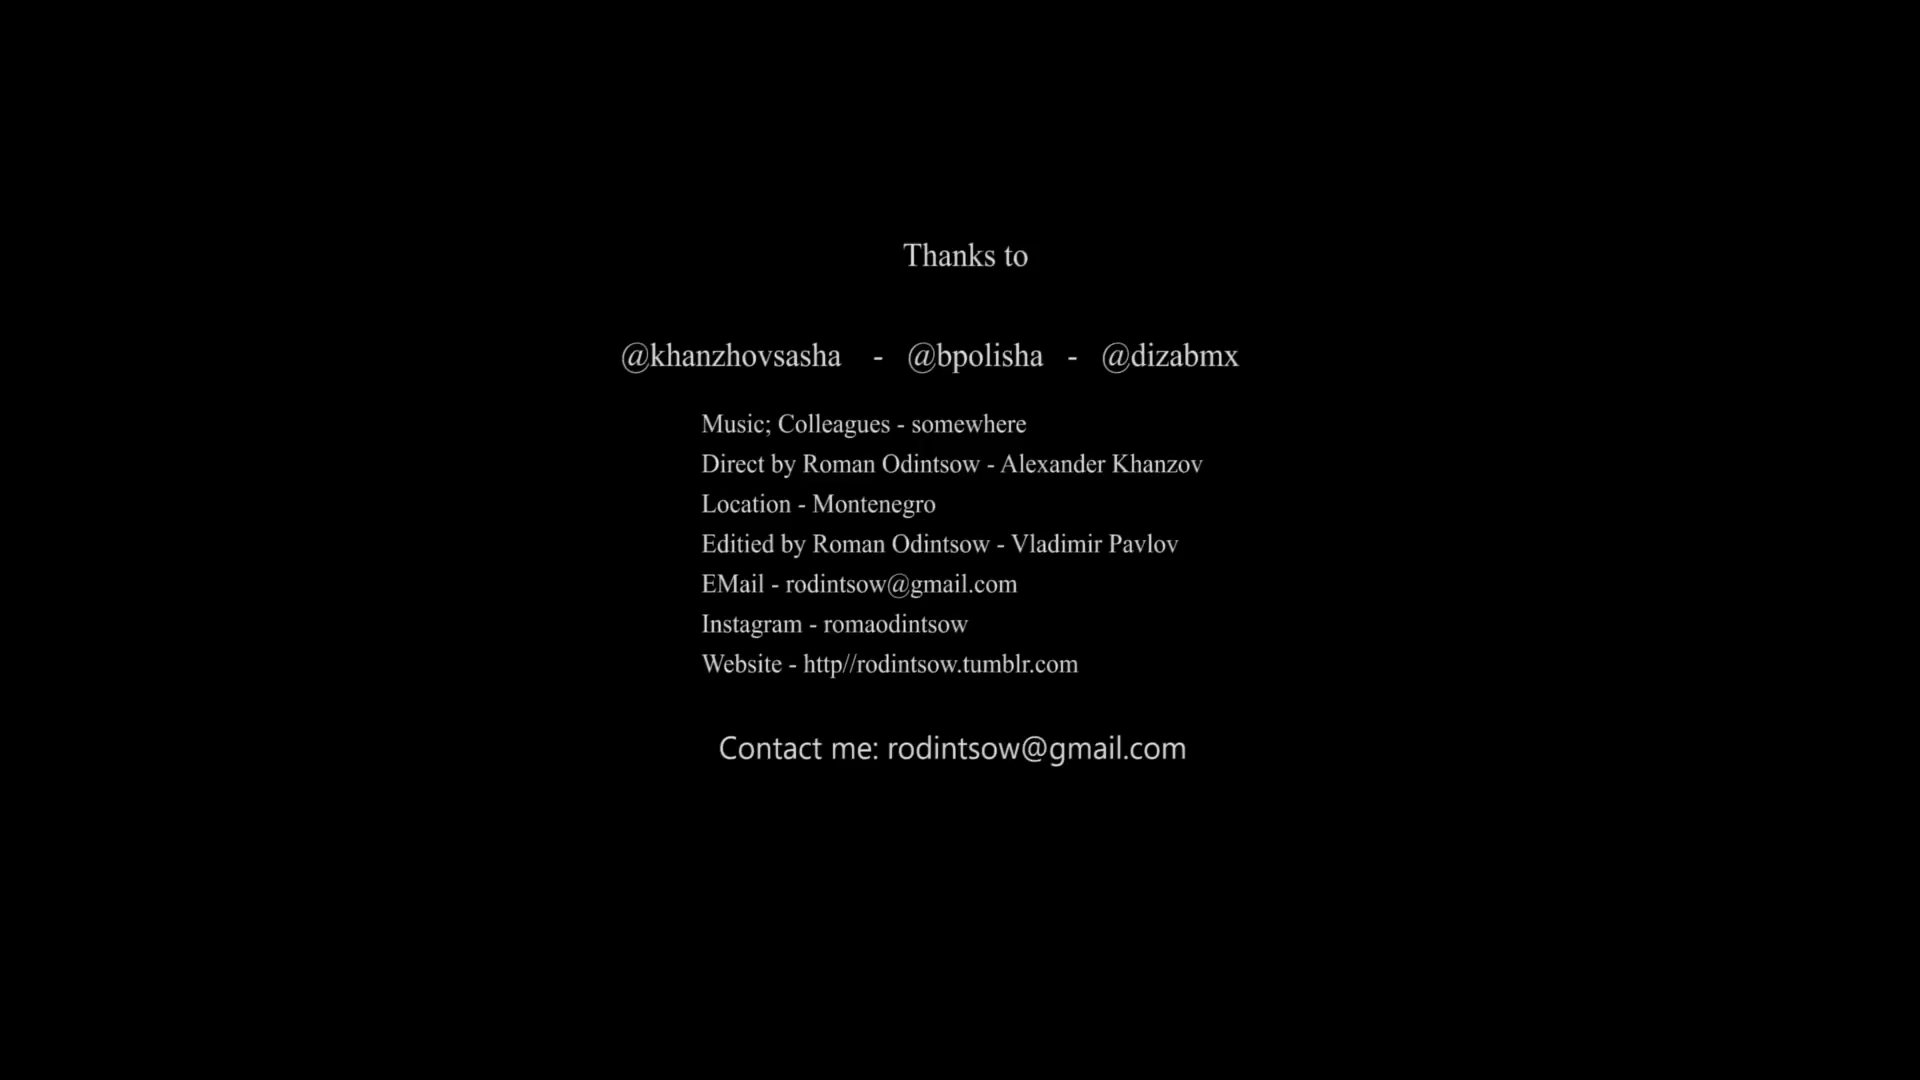 Thanks to
@khanzhovsasha - @bpolisha - @dizabmx
Music; Colleagues - somewhere
Direct by Roman Odintsow - Alexander Khanzov
Location - Montenegro
Editied by Roman Odintsow - Vladimir Pavlov
EMail - rodintsow@gmail.com
Instagram - romaodintsow
Website - http//rodintsow.tumblr.com
Contact me: rodintsow@gmail.com